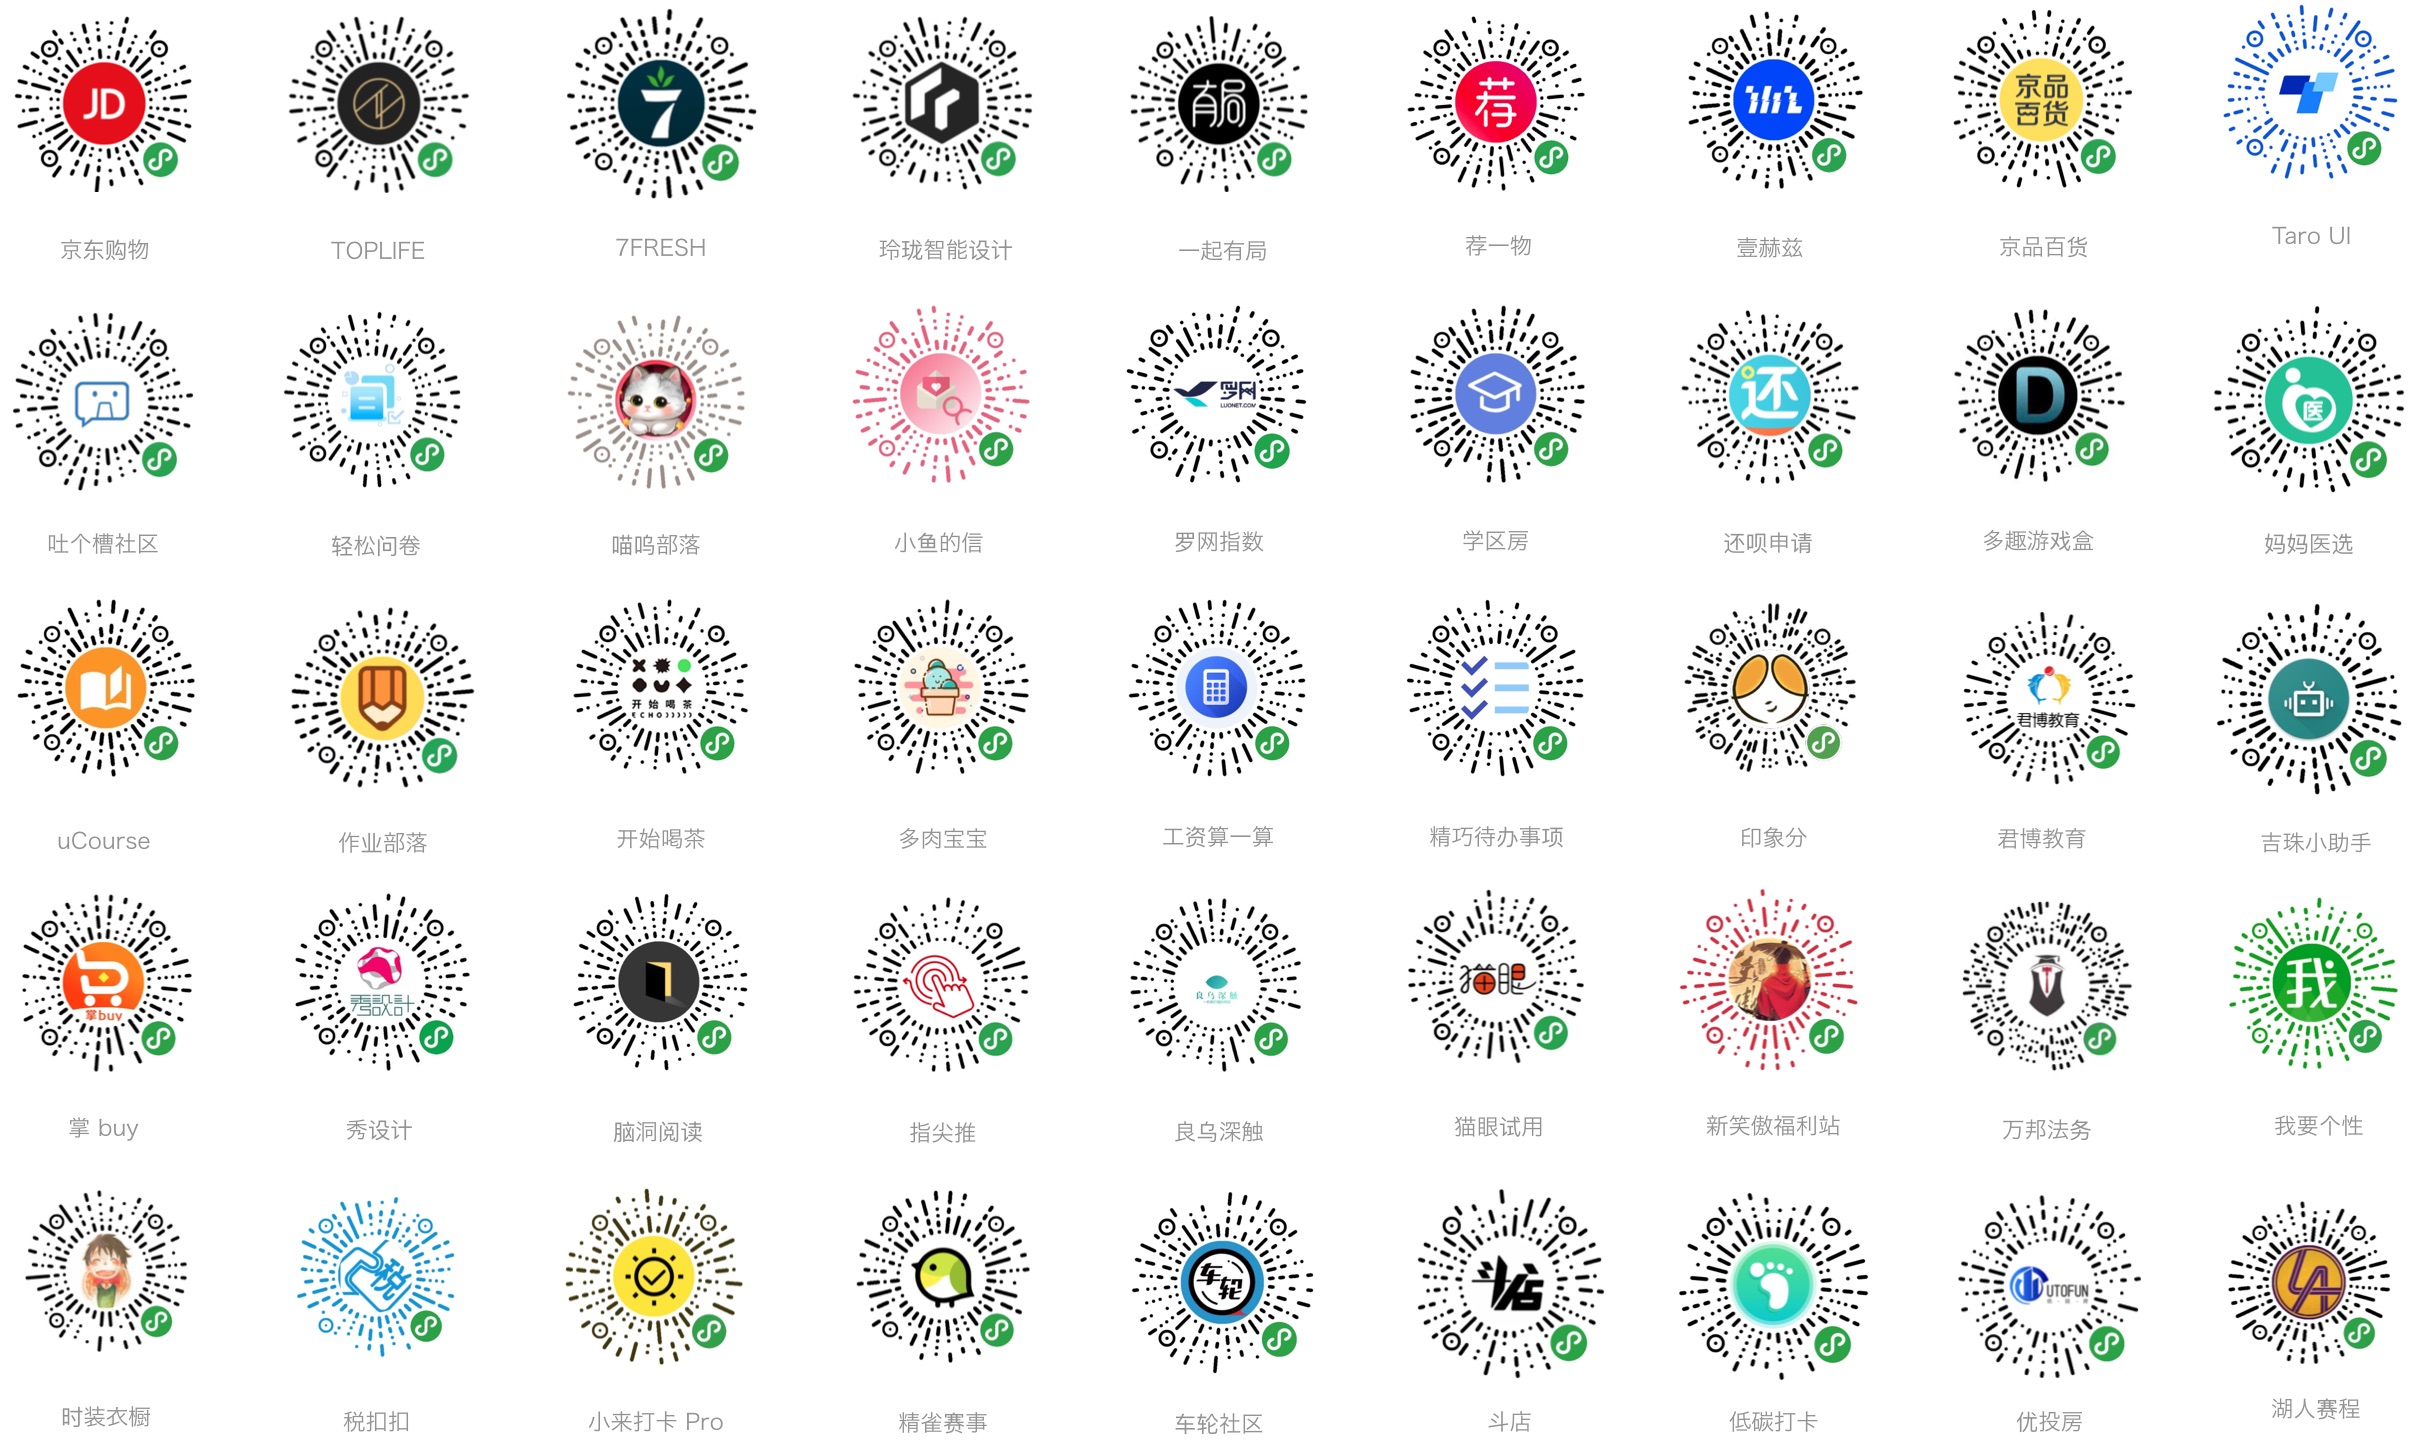 JD
7
有局
荐
京品
百货
京东购物
TOPLIFE
7FRESH
玲珑智能设计
一起有局
荐一物
壹赫兹
京品百货
Taro UI
罗网
LUONET.COM
还
D
医
吐个槽社区
轻松问卷
喵呜部落
小鱼的信
罗网指数
学区房
还呗申请
多趣游戏盒
妈妈医选
开始喝茶
ECHO
君博教育
uCourse
作业部落
开始喝茶
多肉宝宝
工资算一算
精巧待办事项
印象分
君博教育
吉珠小助手
掌buy
秀設計
良乌深触
猫眼
我
掌 buy
秀设计
脑洞阅读
指尖推
良乌深触
猫眼试用
新笑傲福利站
万邦法务
我要个性
税
车轮
斗店
UTOFUN
LA
时装衣橱
税扣扣
小来打卡 Pro
精雀赛事
车轮社区
斗店
低碳打卡
优投房
湖人赛程